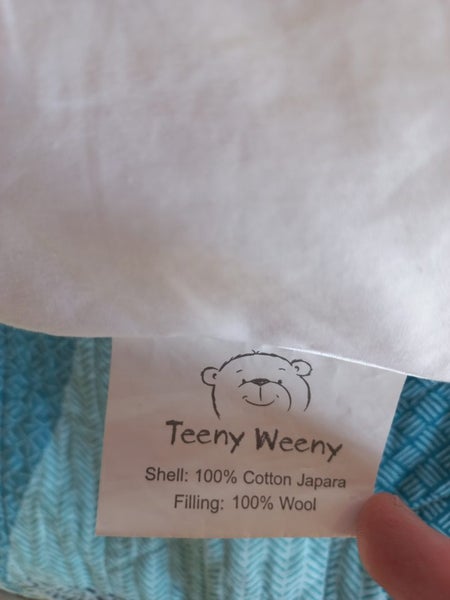 Teeny Weeny
Shell: 100% Cotton Japara
Filling: 100% Wool